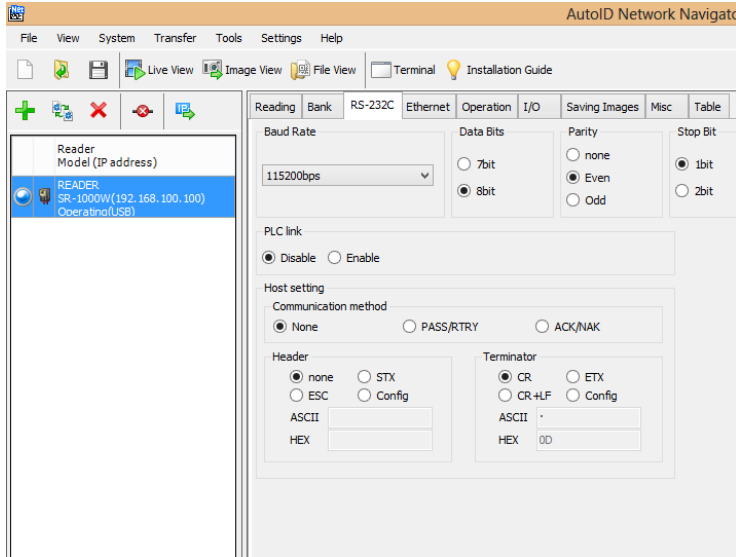 Net
AutoID Network Navigato
File View System Transfer Tools Settings Help
Live View Image View File View Terminal Installation Guide
IP
Reading Bank RS-232C Ethernet Operation I/O Saving Images Misc Table
Reader
Model (IP address)
READER
SR-1000W(192.168.100.100)
Operating(USB)
Baud Rate
115200bps
Data Bits
7bit
8bit
Parity
none
Even
Odd
Stop Bit
1bit
2bit
PLC link
Disable Enable
Host setting
Communication method
None PASS/RTRY ACK/NAK
Header
none STX
ESC Config
ASCII
HEX
Terminator
CR ETX
CR+LF Config
ASCII ·
HEX 0D